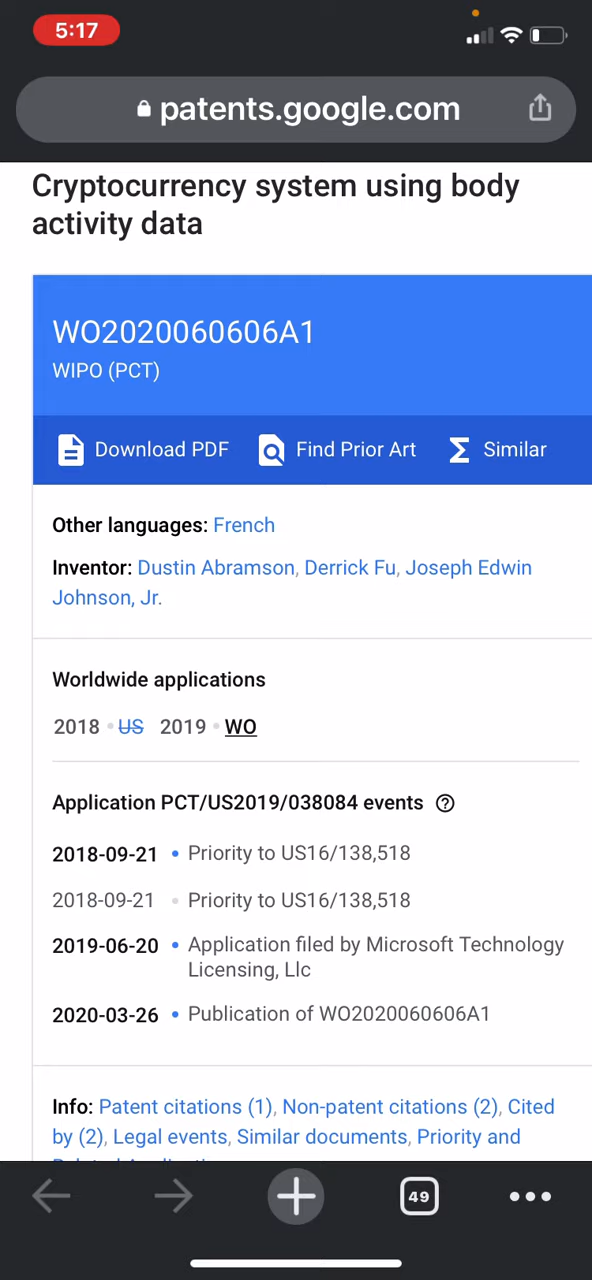 5:17
patents.google.com
Cryptocurrency system using body
activity data
WO2020060606A1
WIPO (PCT)
Download PDF Find Prior Art Similar
Other languages: French
Inventor: Dustin Abramson, Derrick Fu, Joseph Edwin
Johnson, Jr.
Worldwide applications
2018 US 2019 WO
Application PCT/US2019/038084 events
2018-09-21 Priority to US16/138,518
2018-09-21 Priority to US16/138,518
2019-06-20 Application filed by Microsoft Technology
Licensing, Llc
2020-03-26 Publication of WO2020060606A1
Info: Patent citations (1), Non-patent citations (2), Cited
by (2), Legal events, Similar documents, Priority and
49